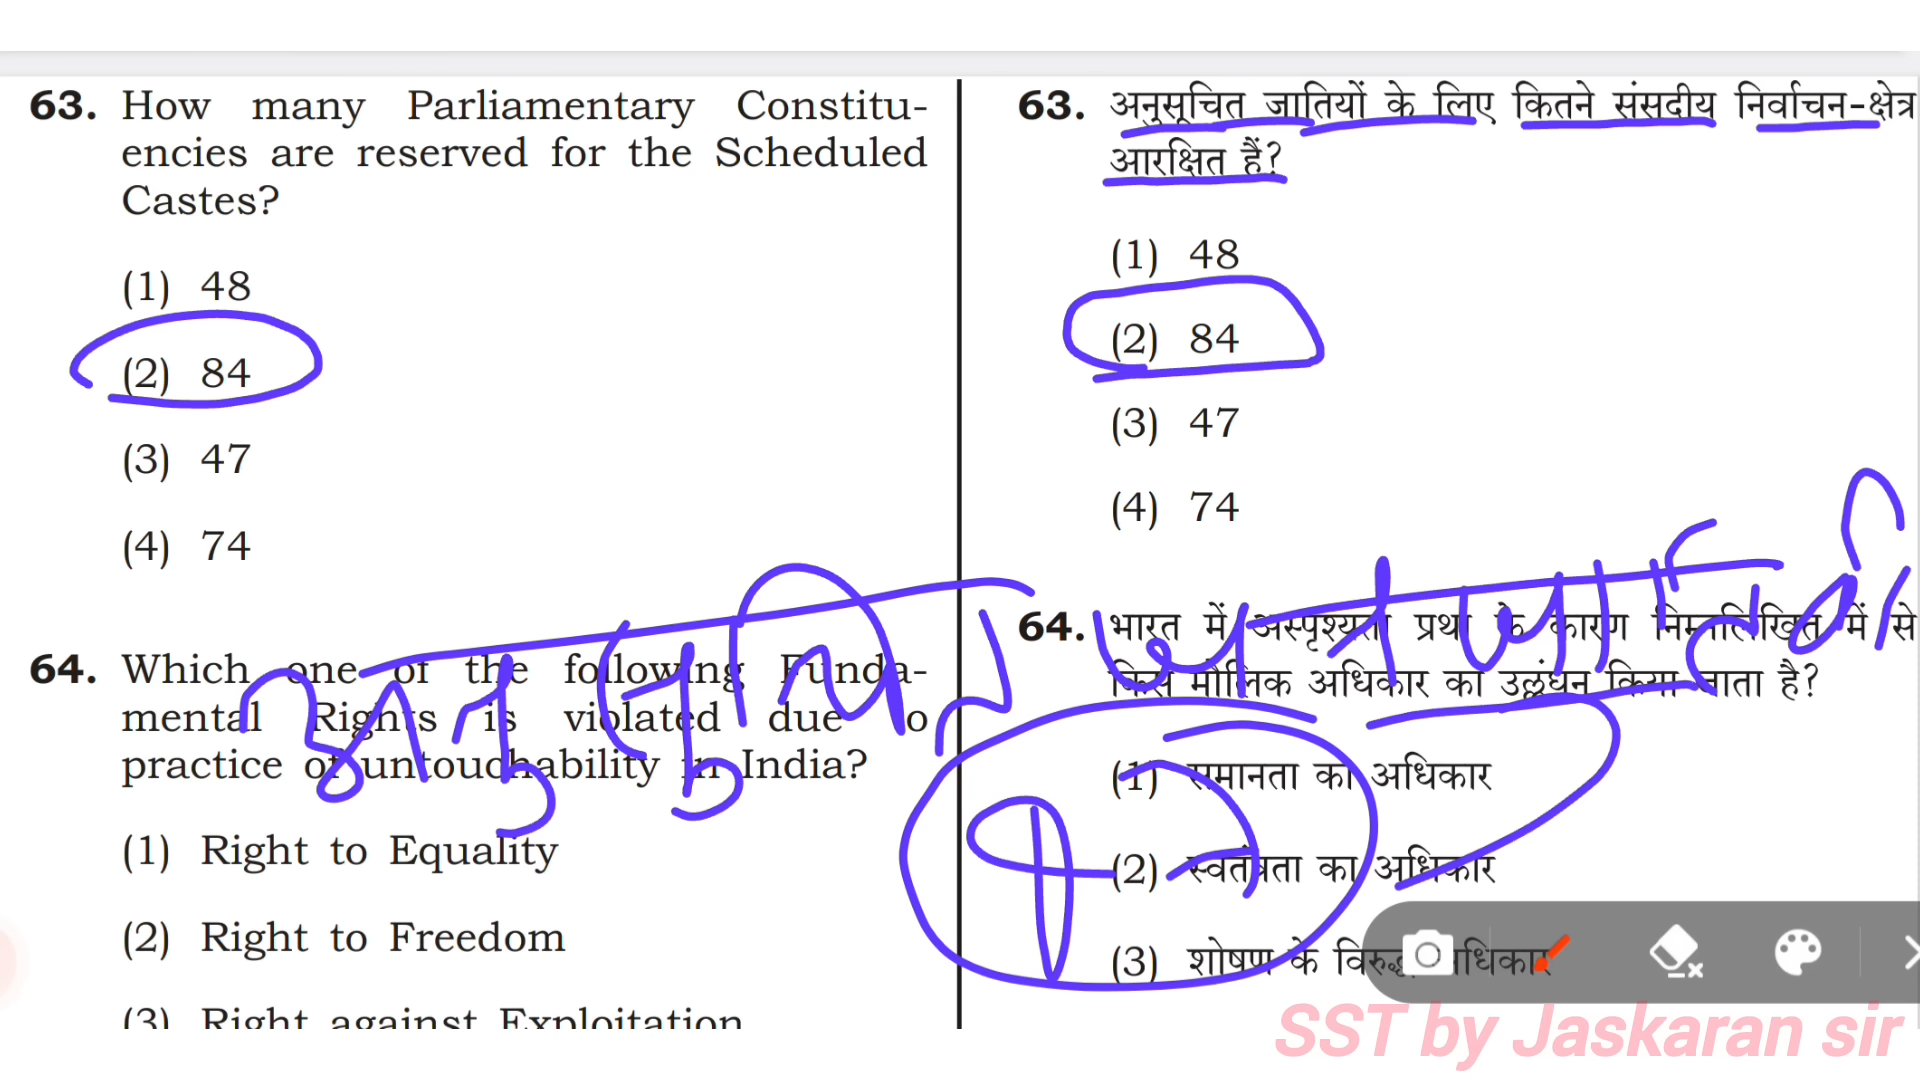 63. How many Parliamentary Constitu-
encies are reserved for the Scheduled
Castes?
(1) 48
(2) 84
(3) 47
(4) 74
64. Which one of the following Funda-
mental Rights is violated due to
practice of untouchability in India?
(1) Right to Equality
(2) Right to Freedom
(3) Right against Exploitation
63. अनुसूचित जातियों के लिए कितने संसदीय निर्वाचन-क्षेत्र
आरक्षित हैं?
(1) 48
(2) 84
(3) 47
(4) 74
64. भारत में अस्पृश्यता प्रथा के कारण निम्नलिखित में से
किस मौलिक अधिकार का उल्लंघन किया जाता है?
(1) समानता का अधिकार
(2) स्वतंत्रता का अधिकार
(3) शोषण के विरुद्ध अधिकार
SST by Jaskaran sir